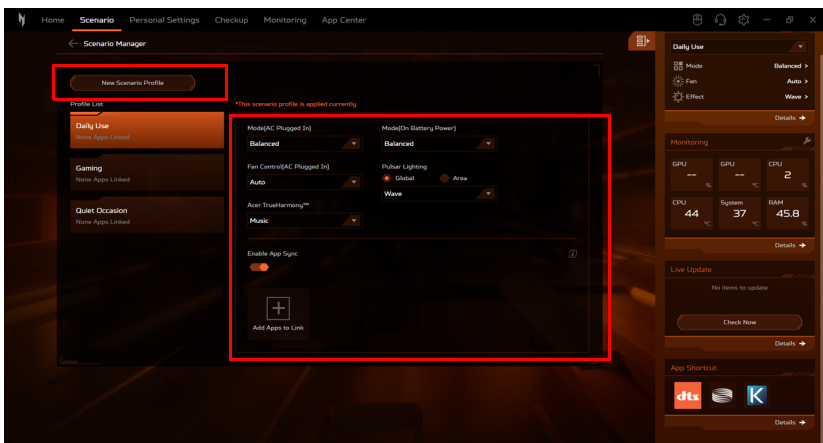 Home Scenario Personal Settings Checkup Monitoring App Center
Scenario Manager
New Scenario Profile
Profile List
Daily Use
None Apps Linked
Gaming
None Apps Linked
Quiet Occasion
None Apps Linked
*This scenario profile is applied currently
Mode(AC Plugged In) Mode(On Battery Power)
Balanced Balanced
Fan Control(AC Plugged In) Pulsar Lighting
Auto Global Area
Wave
Acer TrueHarmony™
Music
Enable App Sync
Add Apps to Link
Daily Use
Mode Balanced >
Fan Auto >
Effect Wave >
Details →
Monitoring
GPU GPU CPU
-- -- 2
% °C %
CPU System RAM
44 37 45.8
°C °C %
Details →
Live Update
No items to update
Check Now
Details →
App Shortcut
dts K
Details →